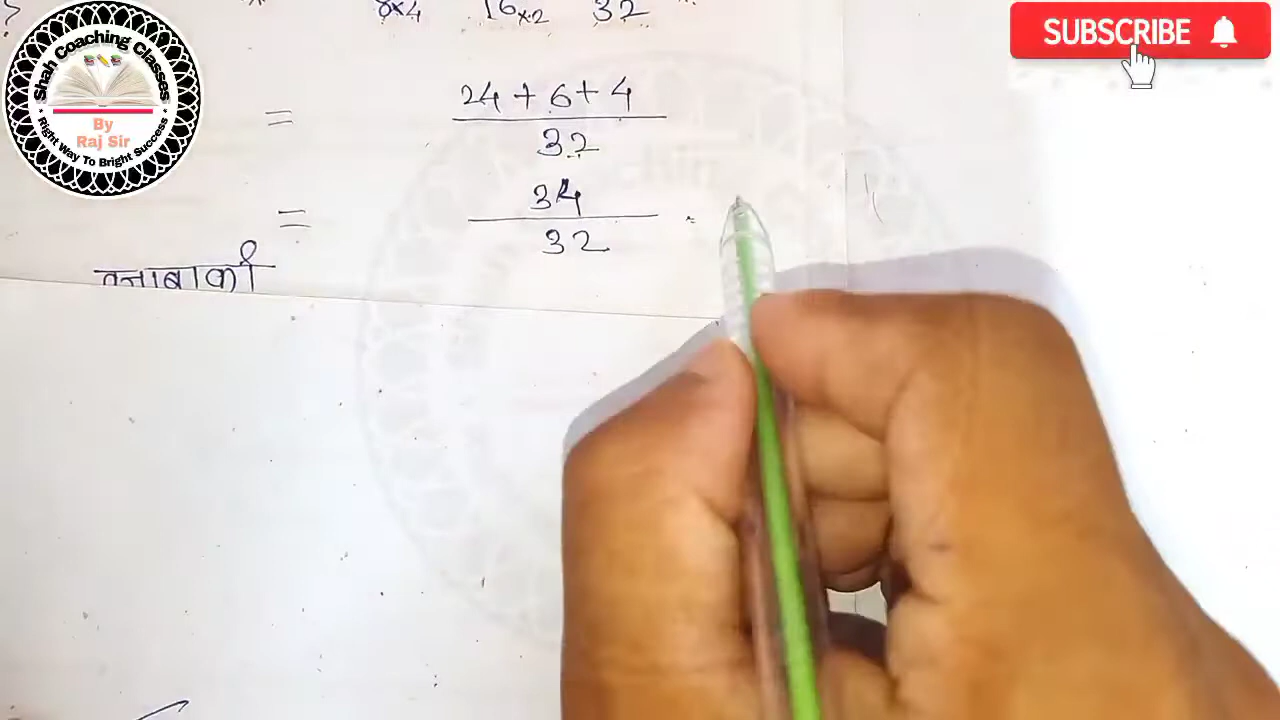 8×4 16×2 32
24 + 6 + 4
=
32
34
=
32
Shah Coaching Classes
By
Raj Sir
Right Way To Bright Success
SUBSCRIBE